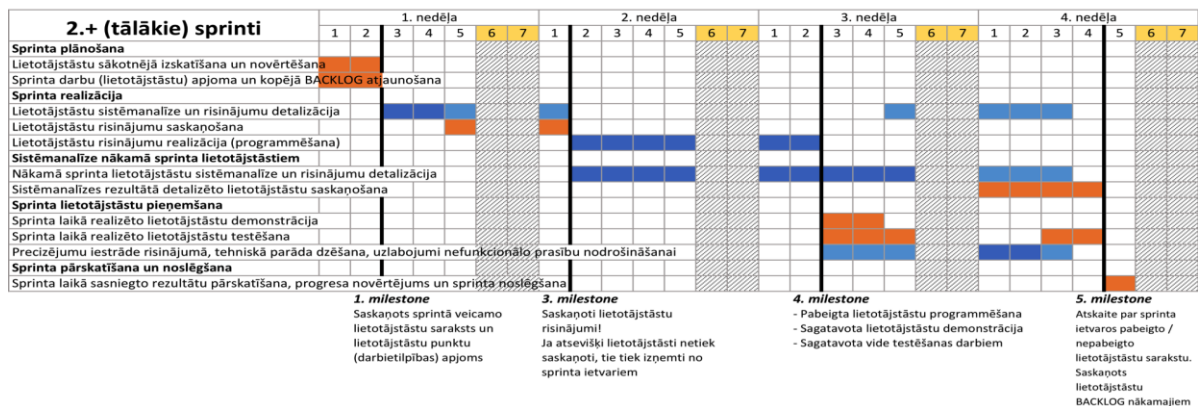 2.+ (tālākie) sprinti
1. nedēļa 2. nedēļa 3. nedēļa 4. nedēļa
1 2 3 4 5 6 7 1 2 3 4 5 6 7 1 2 3 4 5 6 7 1 2 3 4 5 6 7
Sprinta plānošana
Lietotājstāstu sākotnējā izskatīšana un novērtēšana
Sprinta darbu (lietotājstāstu) apjoma un kopējā BACKLOG atjaunošana
Sprinta realizācija
Lietotājstāstu sistēmanalīze un risinājumu detalizācija
Lietotājstāstu risinājumu saskaņošana
Lietotājstāstu risinājumu realizācija (programmēšana)
Sistēmanalīze nākamā sprinta lietotājstāstiem
Nākamā sprinta lietotājstāstu sistēmanalīze un risinājumu detalizācija
Sistēmanalīzes rezultātā detalizēto lietotājstāstu saskaņošana
Sprinta lietotājstāstu pieņemšana
Sprinta laikā realizēto lietotājstāstu demonstrācija
Sprinta laikā realizēto lietotājstāstu testēšana
Precizējumu iestrāde risinājumā, tehniskā parāda dzēšana, uzlabojumi nefunkcionālo prasību nodrošināšanai
Sprinta pārskatīšana un noslēgšana
Sprinta laikā sasniegto rezultātu pārskatīšana, progresa novērtējums un sprinta noslēgšana
1. milestone
Saskaņots sprintā veicamo
lietotājstāstu saraksts un
lietotājstāstu punktu
(darbietilpības) apjoms
3. milestone
Saskaņoti lietotājstāstu
risinājumi!
Ja atsevišķi lietotājstāsti netiek
saskaņoti, tie tiek izņemti no
sprinta ietvariem
4. milestone
- Pabeigta lietotājstāstu programmēšana
- Sagatavota lietotājstāstu demonstrācija
- Sagatavota vide testēšanas darbiem
5. milestone
Atskaite par sprinta
ietvaros pabeigto /
nepabeigto
lietotājstāstu sarakstu.
Saskaņots
lietotājstāstu
BACKLOG nākamajiem